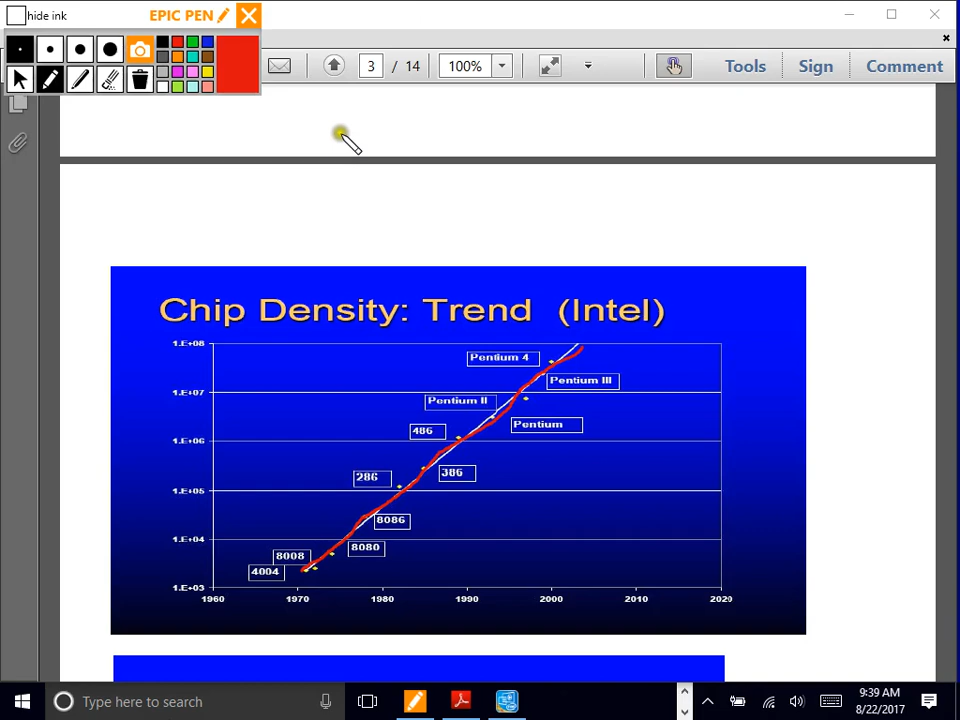 hide ink
EPIC PEN
3 / 14
100%
Tools
Sign
Comment
Chip Density: Trend (Intel)
1.E+08
Pentium 4
Pentium III
1.E+07
Pentium II
Pentium
486
1.E+06
386
286
1.E+05
8086
1.E+04
8080
8008
4004
1.E+03
1960 1970 1980 1990 2000 2010 2020
Type here to search
9:39 AM
8/22/2017